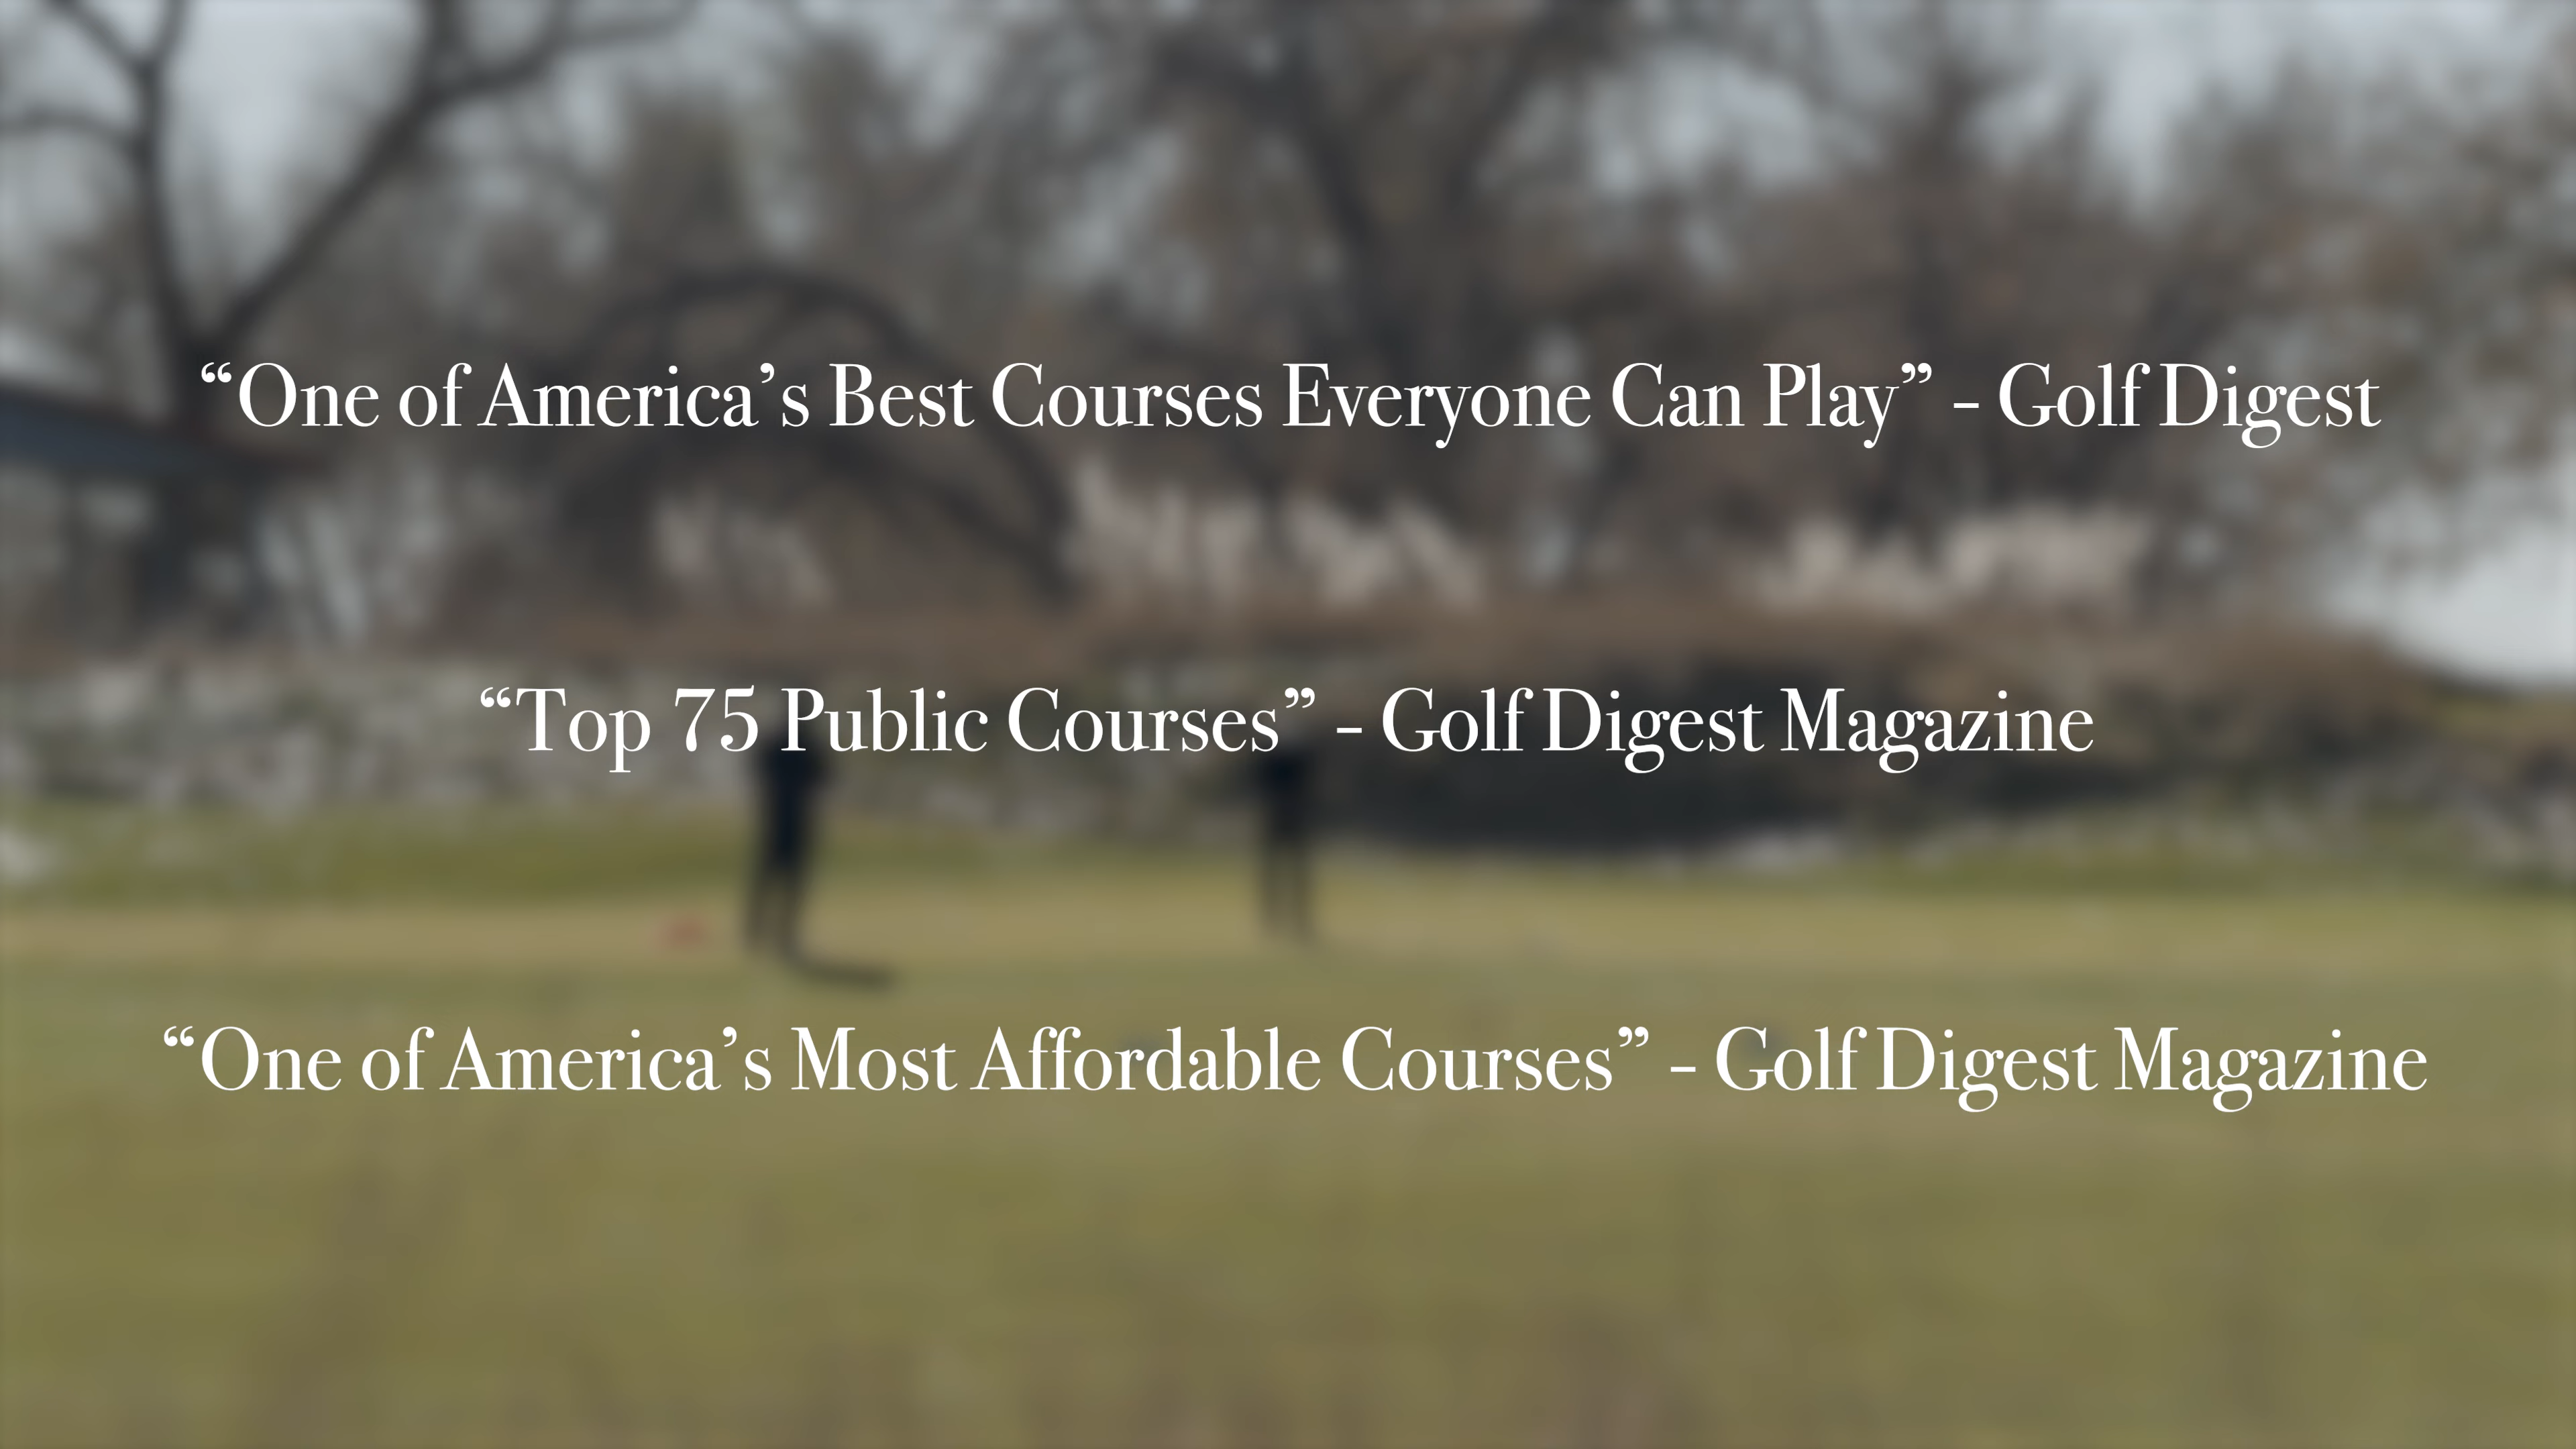 “One of America’s Best Courses Everyone Can Play” – Golf Digest
“Top 75 Public Courses” – Golf Digest Magazine
“One of America’s Most Affordable Courses” – Golf Digest Magazine